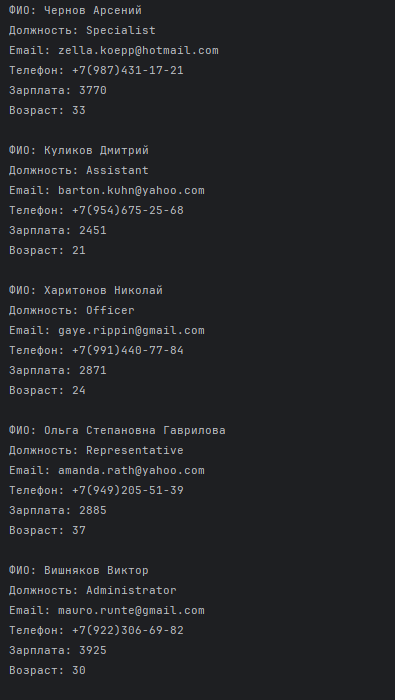 ФИО: Чернов Арсений
Должность: Specialist
Email: zella.koepp@hotmail.com
Телефон: +7(987)431-17-21
Зарплата: 3770
Возраст: 33
ФИО: Куликов Дмитрий
Должность: Assistant
Email: barton.kuhn@yahoo.com
Телефон: +7(954)675-25-68
Зарплата: 2451
Возраст: 21
ФИО: Харитонов Николай
Должность: Officer
Email: gaye.rippin@gmail.com
Телефон: +7(991)440-77-84
Зарплата: 2871
Возраст: 24
ФИО: Ольга Степановна Гаврилова
Должность: Representative
Email: amanda.rath@yahoo.com
Телефон: +7(949)205-51-39
Зарплата: 2885
Возраст: 37
ФИО: Вишняков Виктор
Должность: Administrator
Email: mauro.runte@gmail.com
Телефон: +7(922)306-69-82
Зарплата: 3925
Возраст: 30